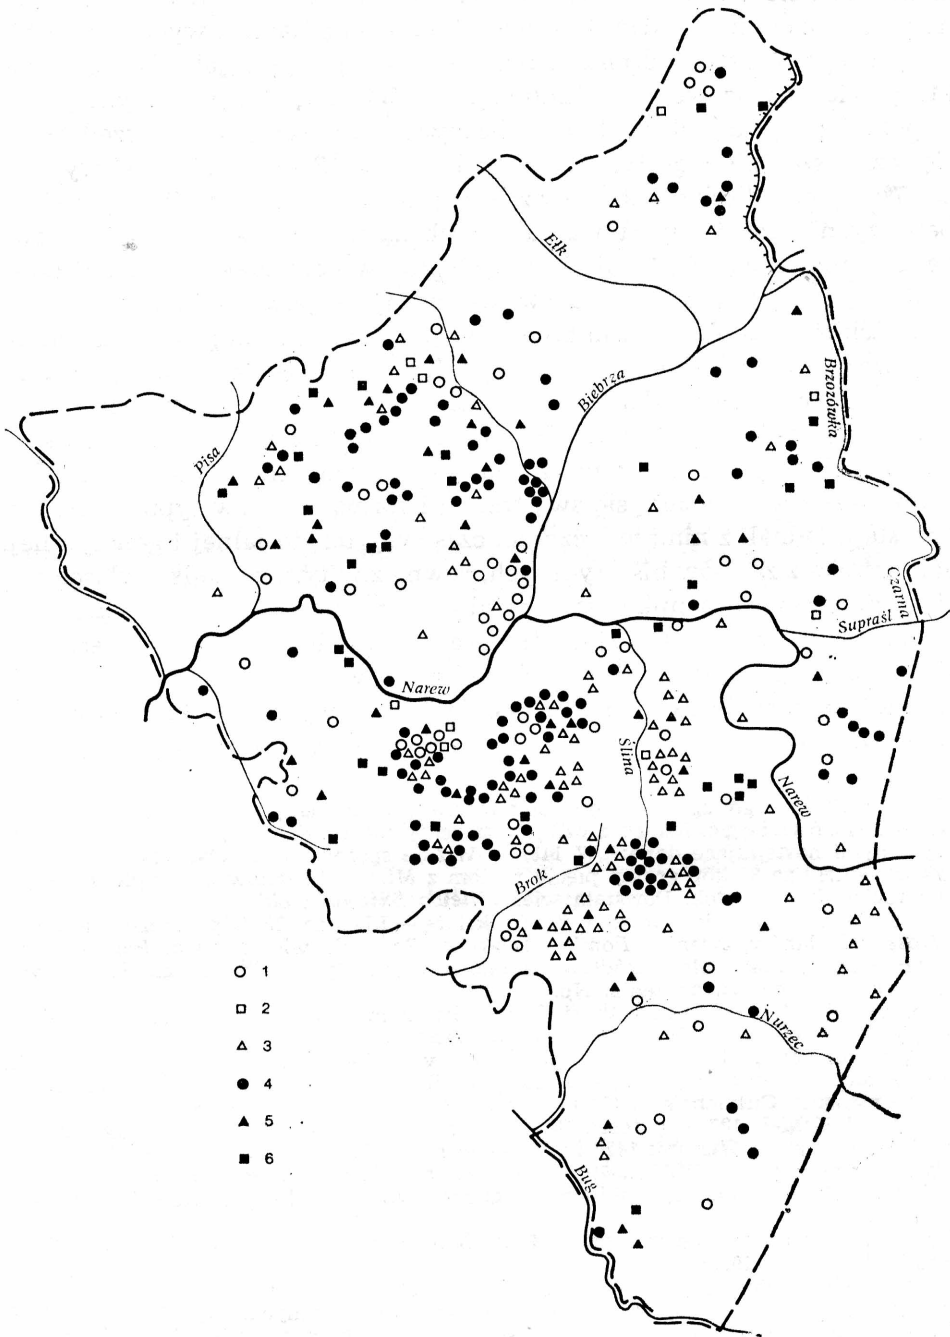 Ełk
Biebrza
Brzozówka
Pisa
Czarna
Supraśl
Narew
Ślina
Narew
Brok
1
2
3
4
5
6
Nurzec
Bug